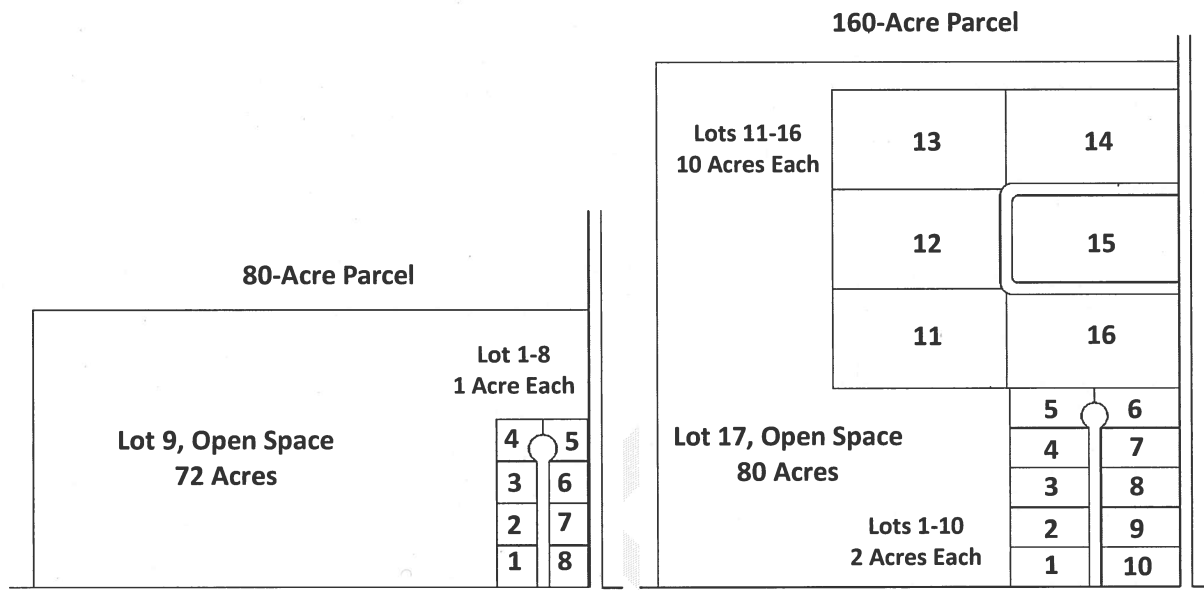 80-Acre Parcel
Lot 1-8
1 Acre Each
Lot 9, Open Space
72 Acres
4 5
3 6
2 7
1 8
160-Acre Parcel
Lots 11-16
10 Acres Each
13 14
12 15
11 16
Lot 17, Open Space
80 Acres
5 6
4 7
3 8
2 9
1 10
Lots 1-10
2 Acres Each